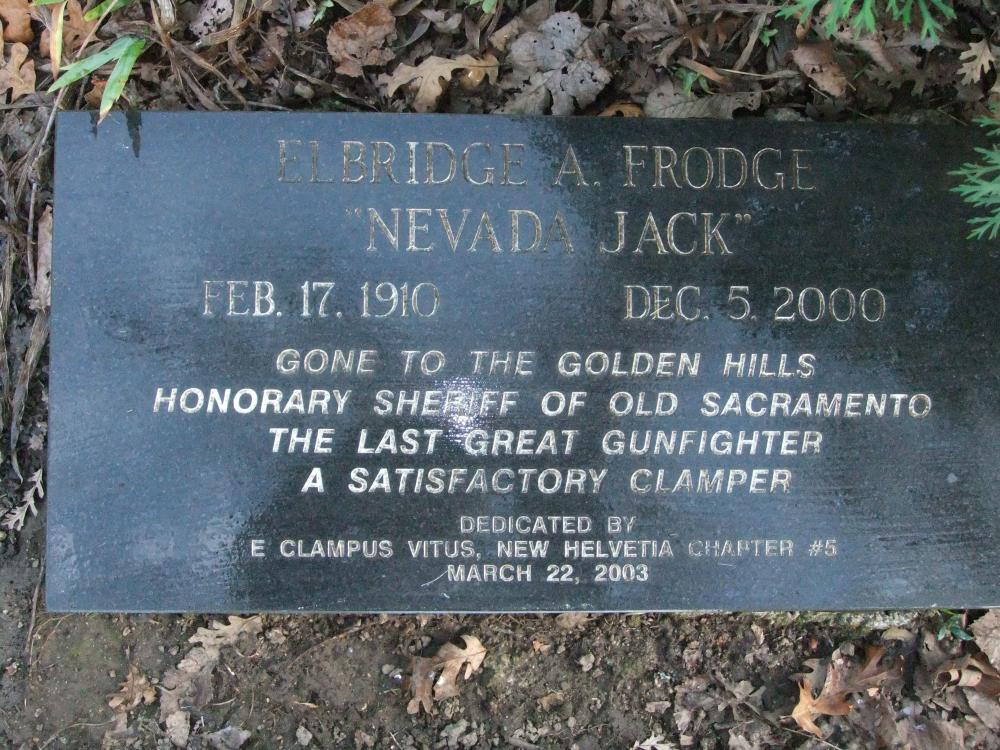 ELBRIDGE A. FRODGE
"NEVADA JACK"
FEB. 17. 1910 DEC. 5. 2000
GONE TO THE GOLDEN HILLS
HONORARY SHERIFF OF OLD SACRAMENTO
THE LAST GREAT GUNFIGHTER
A SATISFACTORY CLAMPER
DEDICATED BY
E CLAMPUS VITUS, NEW HELVETIA CHAPTER #5
MARCH 22, 2003